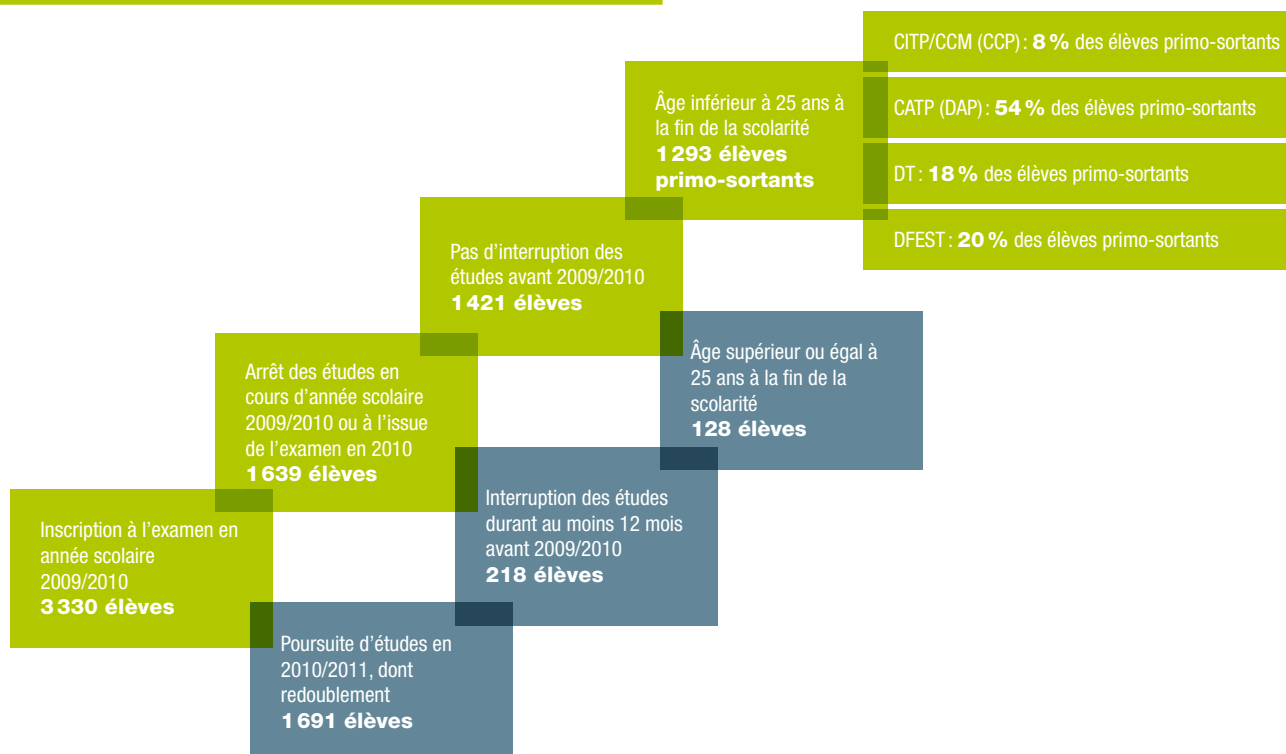 CITP/CCM (CCP) : 8 % des élèves primo-sortants
CATP (DAP) : 54 % des élèves primo-sortants
DT : 18 % des élèves primo-sortants
DFEST : 20 % des élèves primo-sortants
Âge inférieur à 25 ans à
la fin de la scolarité
1 293 élèves
primo-sortants
Pas d’interruption des
études avant 2009/2010
1 421 élèves
Âge supérieur ou égal à
25 ans à la fin de la
scolarité
128 élèves
Arrêt des études en
cours d’année scolaire
2009/2010 ou à l’issue
de l’examen en 2010
1 639 élèves
Interruption des études
durant au moins 12 mois
avant 2009/2010
218 élèves
Inscription à l’examen en
année scolaire
2009/2010
3 330 élèves
Poursuite d’études en
2010/2011, dont
redoublement
1 691 élèves